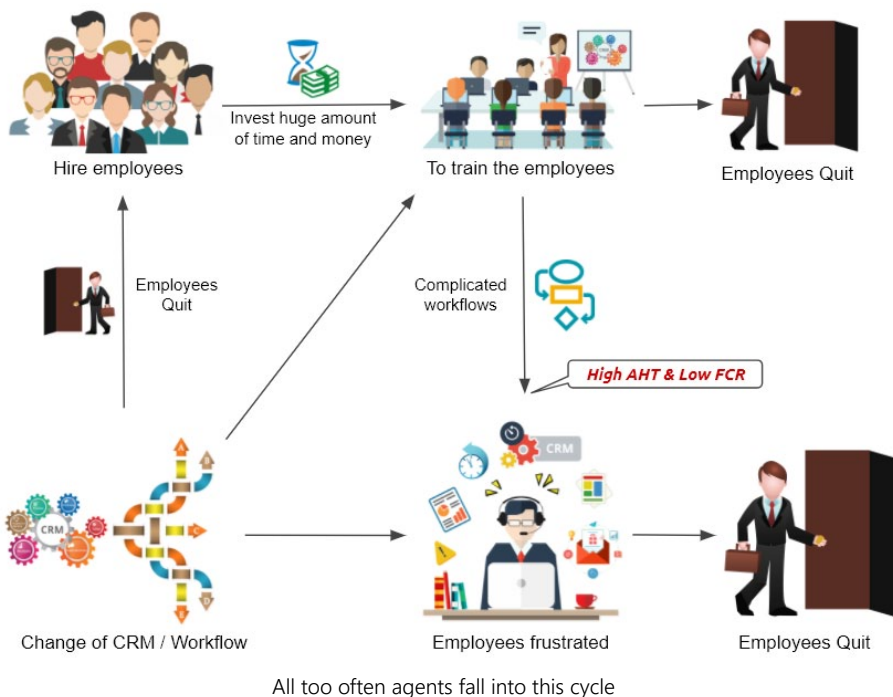 Invest huge amount
of time and money
Hire employees
To train the employees
Employees Quit
Employees
Quit
Complicated
workflows
High AHT & Low FCR
CRM
CRM
A
B
C
D
E
Change of CRM / Workflow
Employees frustrated
Employees Quit
All too often agents fall into this cycle